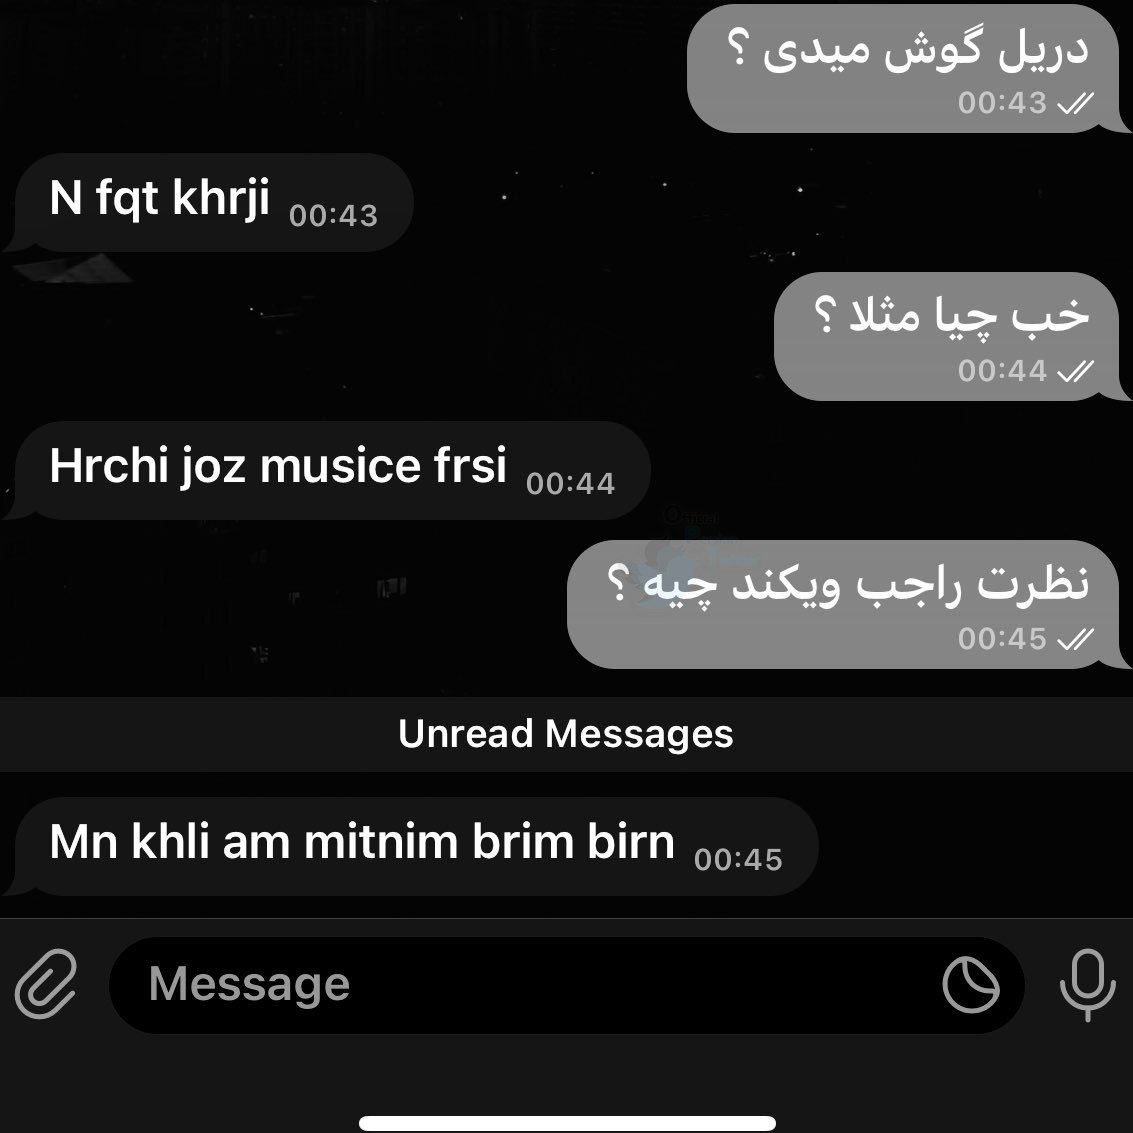 دریل گوش میدی ؟
00:43
N fqt khrji 00:43
خب چیا مثلا ؟
00:44
Hrchi joz musice frsi 00:44
نظرت راجب ویکند چیه ؟
00:45
Unread Messages
Mn khli am mitnim brim birn 00:45
Message